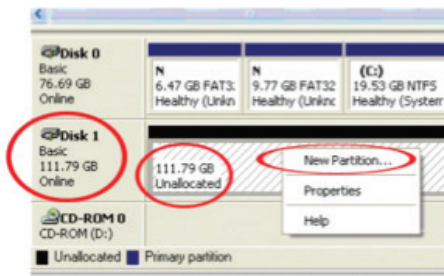 Disk 0
Basic
76.69 GB
Online
N
6.47 GB FAT3:
Healthy (Unkn
N
9.77 GB FAT32
Healthy (Unknc
(C:)
19.53 GB NTFS
Healthy (System
Disk 1
Basic
111.79 GB
Online
111.79 GB
Unallocated
New Partition...
Properties
Help
CD-ROM 0
CD-ROM (D:)
Unallocated Primary partition